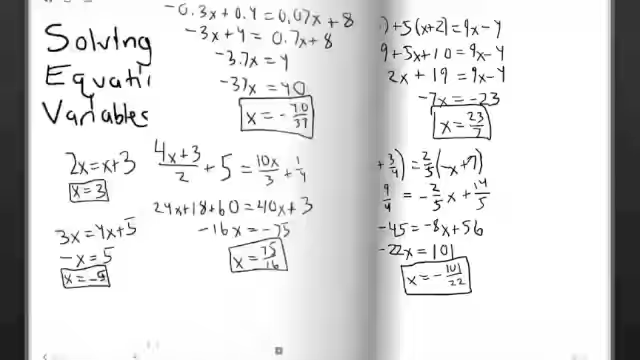 Solving
Equati
Variables
2x = x+3
x = 3
3x = 4x+5
-x = 5
x = -5
-0.3x+0.4 = 0.07x+8
-3x+4 = 0.7x+8
-3.7x = 4
-37x = 40
x = -40/37
(4x+3)/2 + 5 = 10x/3 + 1/4
24x+18+60 = 40x+3
-16x = -75
x = 75/16
) +5(x+2) = 9x-4
9+5x+10 = 9x-4
2x + 19 = 9x-4
-7x = -23
x = 23/7
+ 3/4) = 2/5(-x+7)
9/4 = -2/5x + 14/5
-45 = -8x+56
-22x = 101
x = -101/22